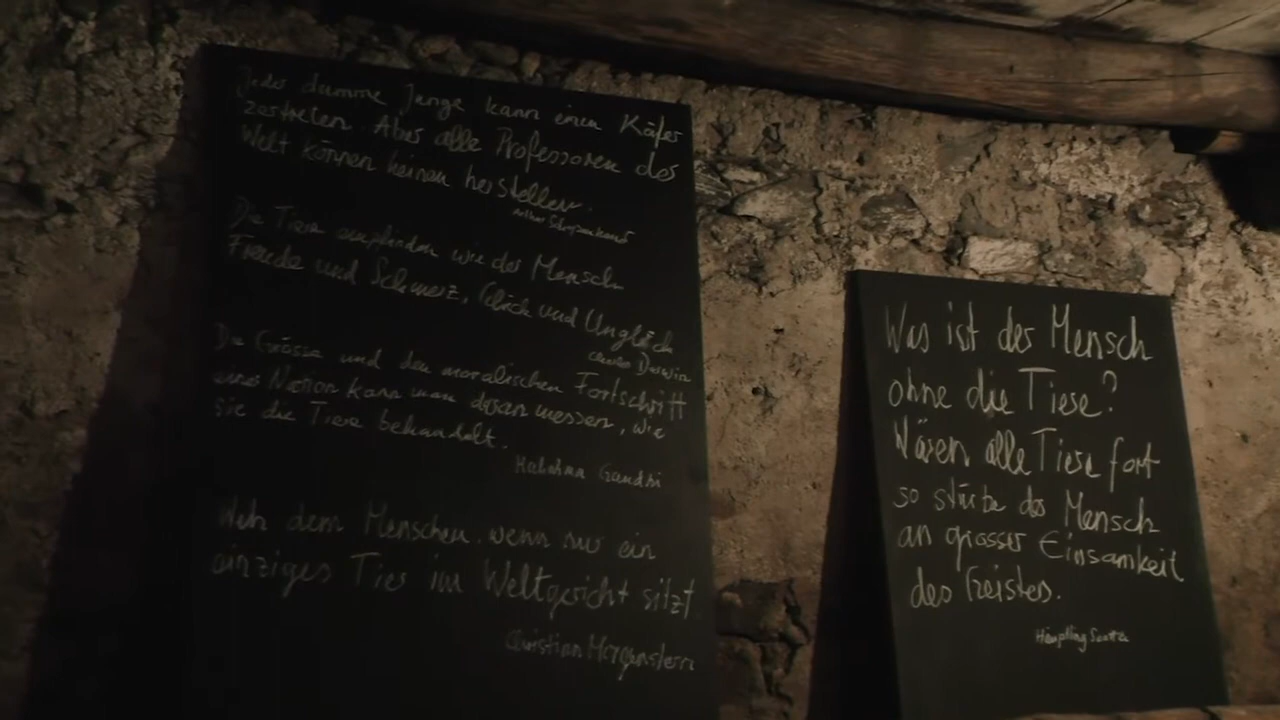 Jeder dumme Junge kann einen Käfer
zertreten. Aber alle Professoren der
Welt können keinen herstellen.
Arthur Schopenhauer
Die Tiere empfinden wie der Mensch
Freude und Schmerz, Glück und Unglück
Charles Darwin
Die Grösse und den moralischen Fortschritt
einer Nation kann man daran messen, wie
sie die Tiere behandelt.
Mahatma Gandhi
Weh dem Menschen, wenn nur ein
einziges Tier im Weltgericht sitzt
Christian Morgenstern
Was ist der Mensch
ohne die Tiere?
Wären alle Tiere fort
so stürbe der Mensch
an grosser Einsamkeit
des Geistes.
Häuptling Seattle